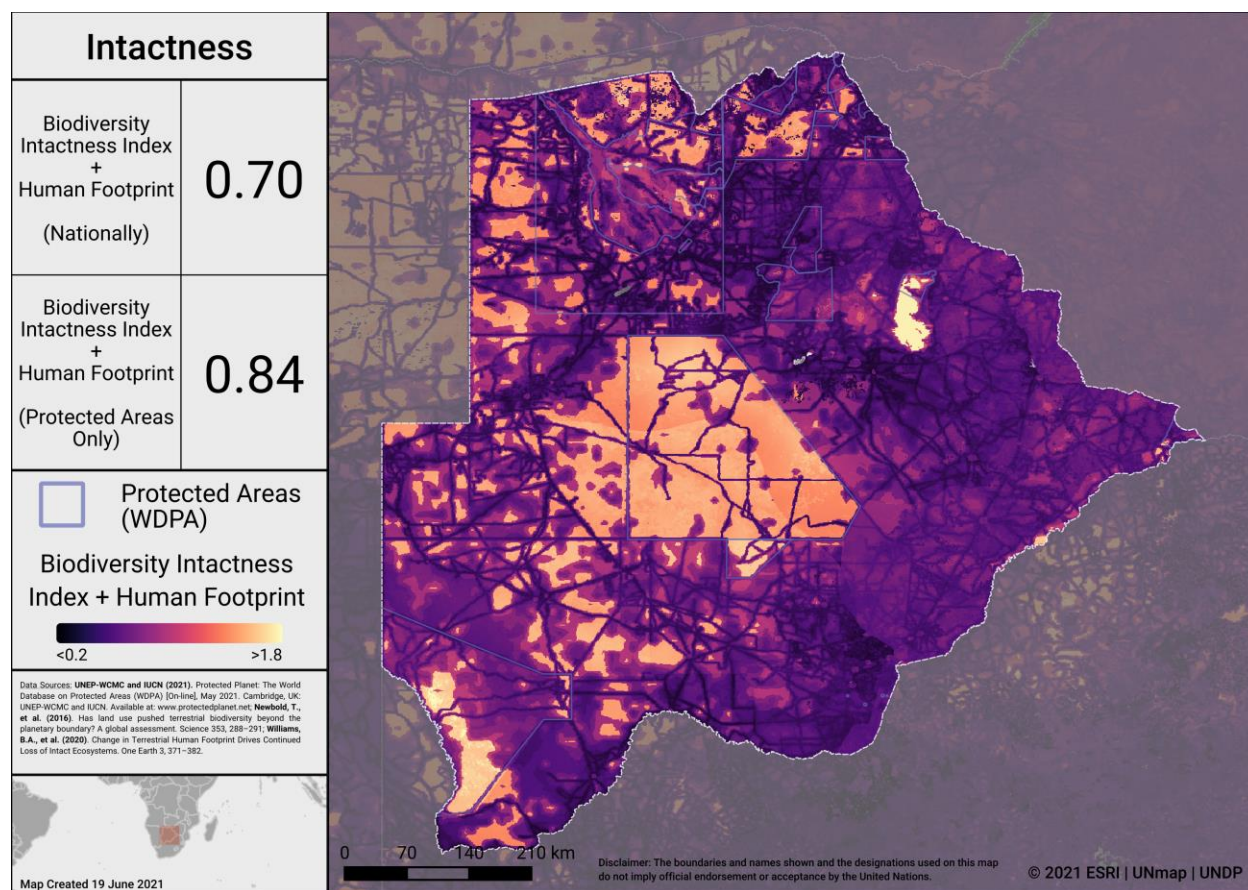 Intactness
Biodiversity
Intactness Index
+
Human Footprint
(Nationally)
0.70
Biodiversity
Intactness Index
+
Human Footprint
(Protected Areas
Only)
0.84
Protected Areas
(WDPA)
Biodiversity Intactness
Index + Human Footprint
<0.2
>1.8
Data Sources: UNEP-WCMC and IUCN (2021). Protected Planet: The World
Database on Protected Areas (WDPA) [On-line], May 2021. Cambridge, UK:
UNEP-WCMC and IUCN. Available at: www.protectedplanet.net; Newbold, T.,
et al. (2016). Has land use pushed terrestrial biodiversity beyond the
planetary boundary? A global assessment. Science 353, 288–291; Williams,
B.A., et al. (2020). Change in Terrestrial Human Footprint Drives Continued
Loss of Intact Ecosystems. One Earth 3, 371–382.
Map Created 19 June 2021
0 70 140 210 km
Disclaimer: The boundaries and names shown and the designations used on this map
do not imply official endorsement or acceptance by the United Nations.
© 2021 ESRI | UNmap | UNDP